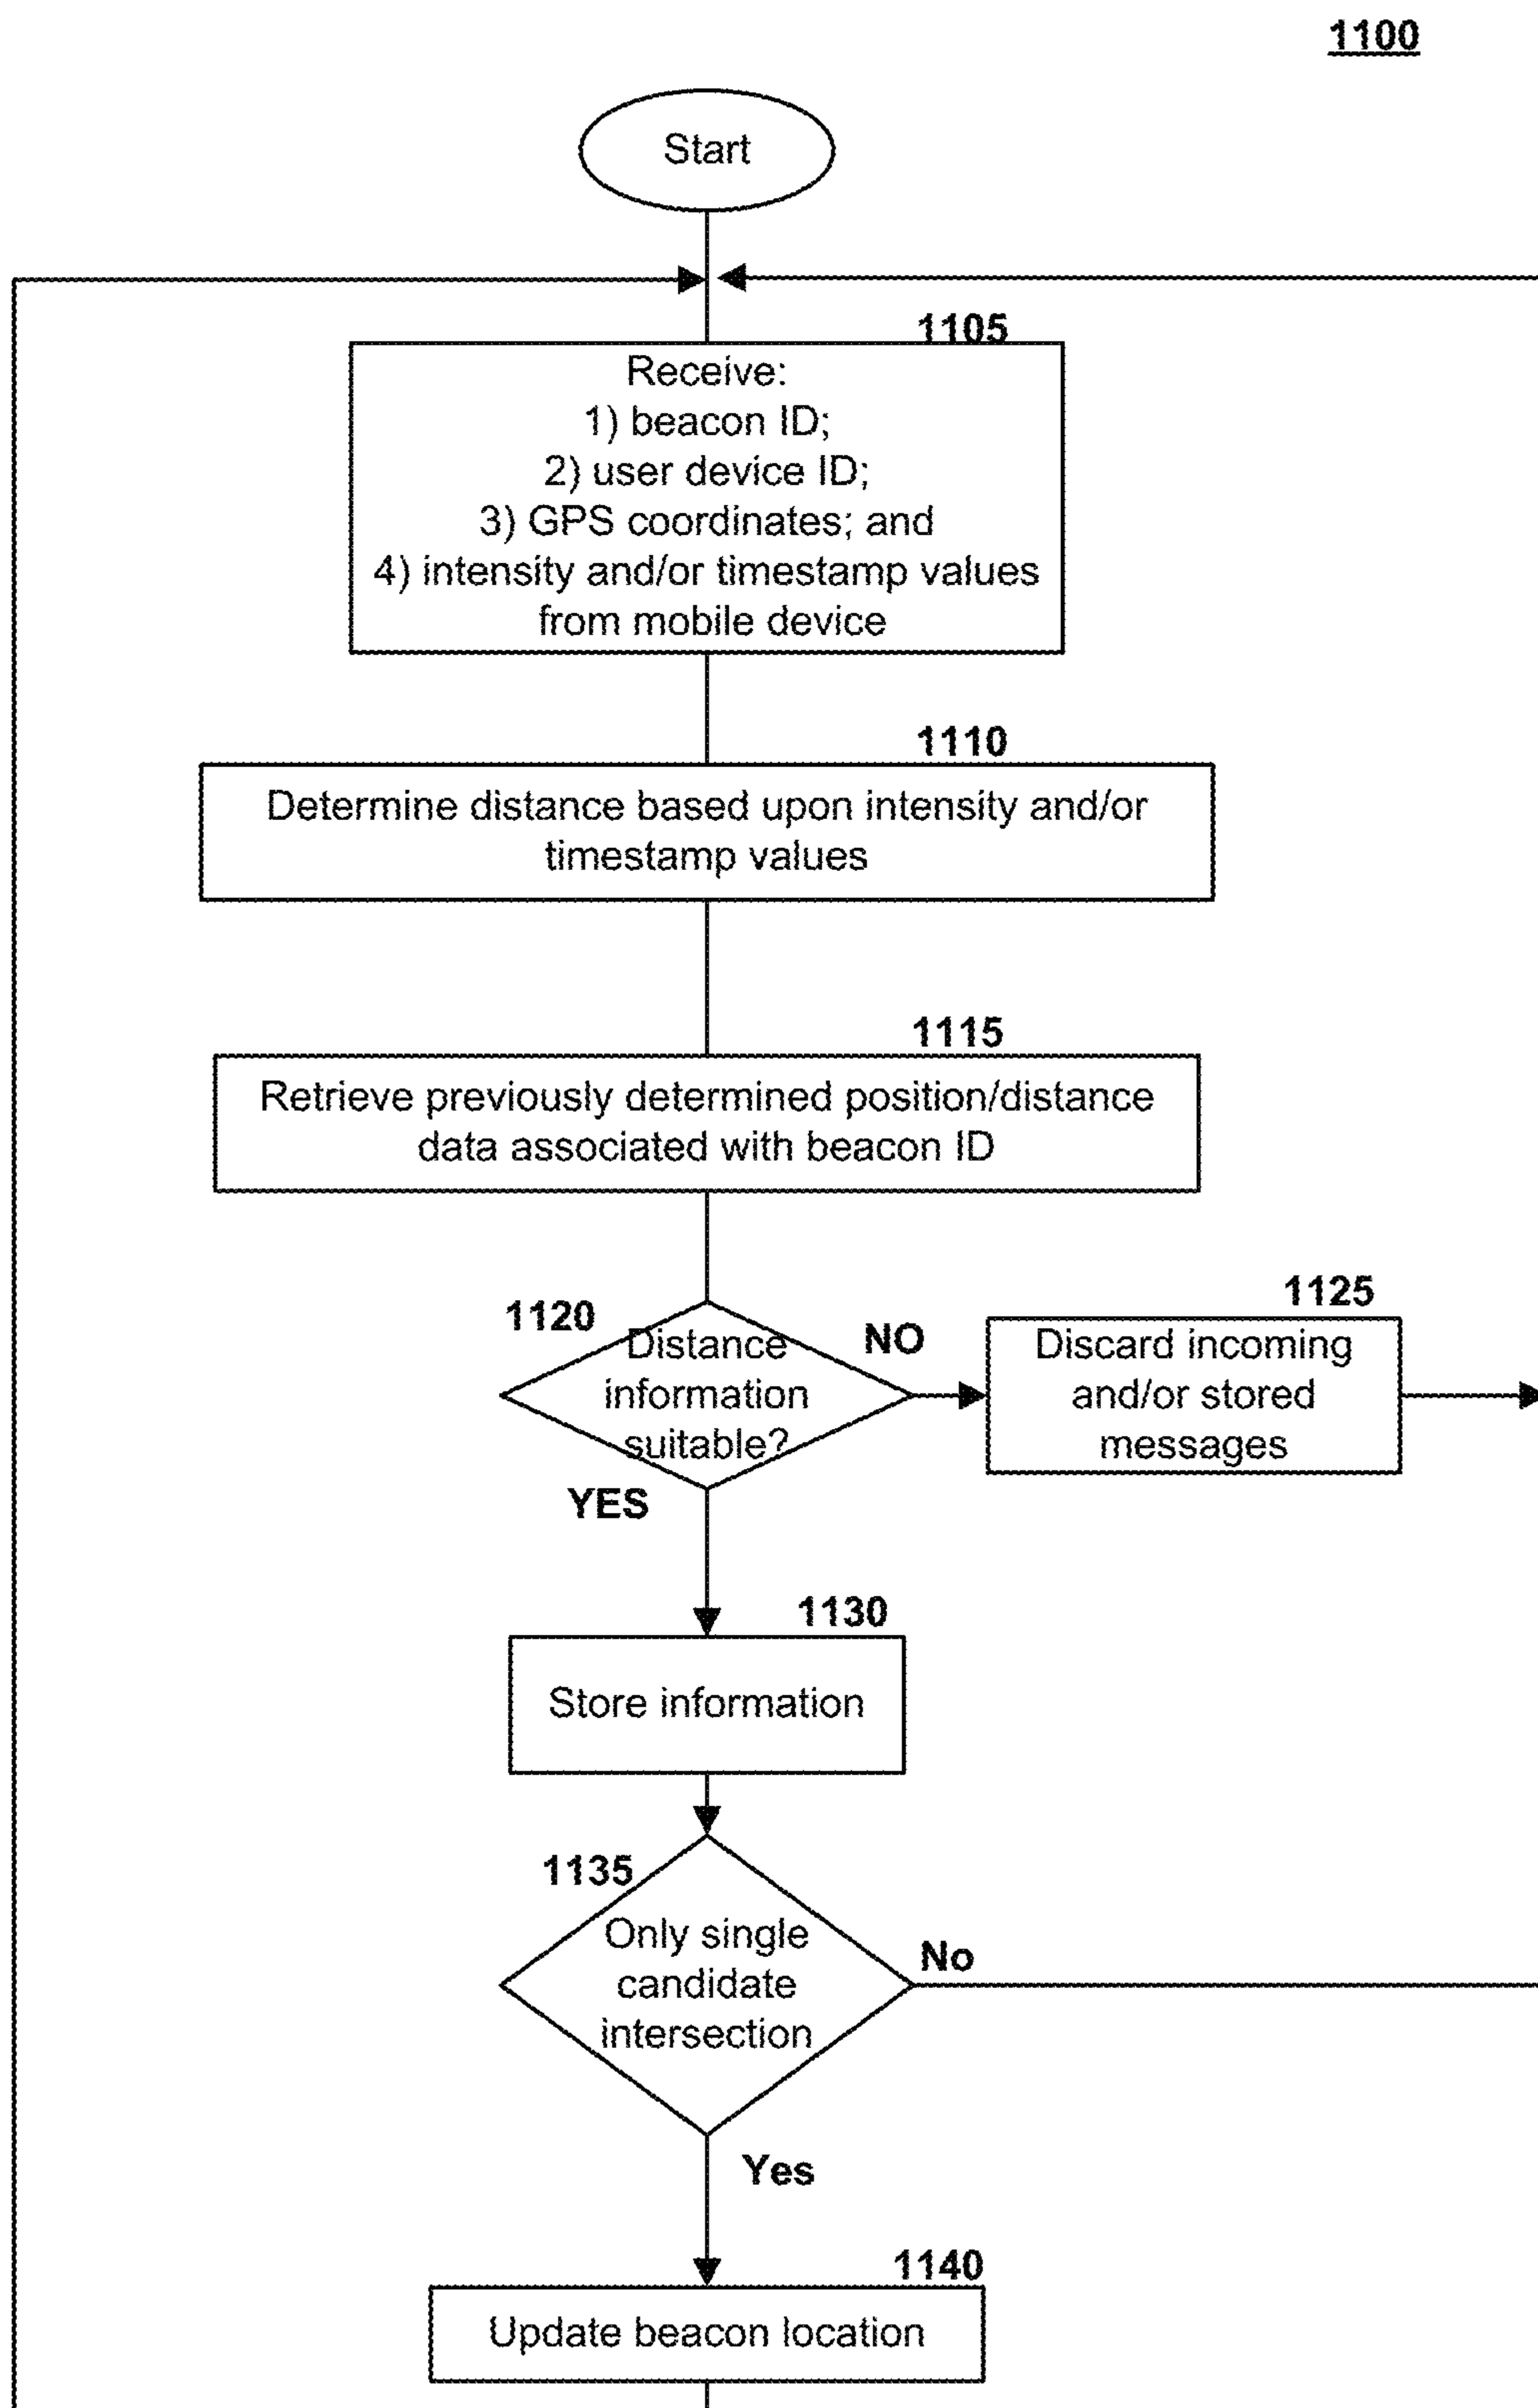 1100
Start
1105
Receive:
1) beacon ID;
2) user device ID;
3) GPS coordinates; and
4) intensity and/or timestamp values
from mobile device
1110
Determine distance based upon intensity and/or
timestamp values
1115
Retrieve previously determined position/distance
data associated with beacon ID
1120
Distance
information
suitable?
NO
1125
Discard incoming
and/or stored
messages
YES
1130
Store information
1135
Only single
candidate
intersection
No
Yes
1140
Update beacon location